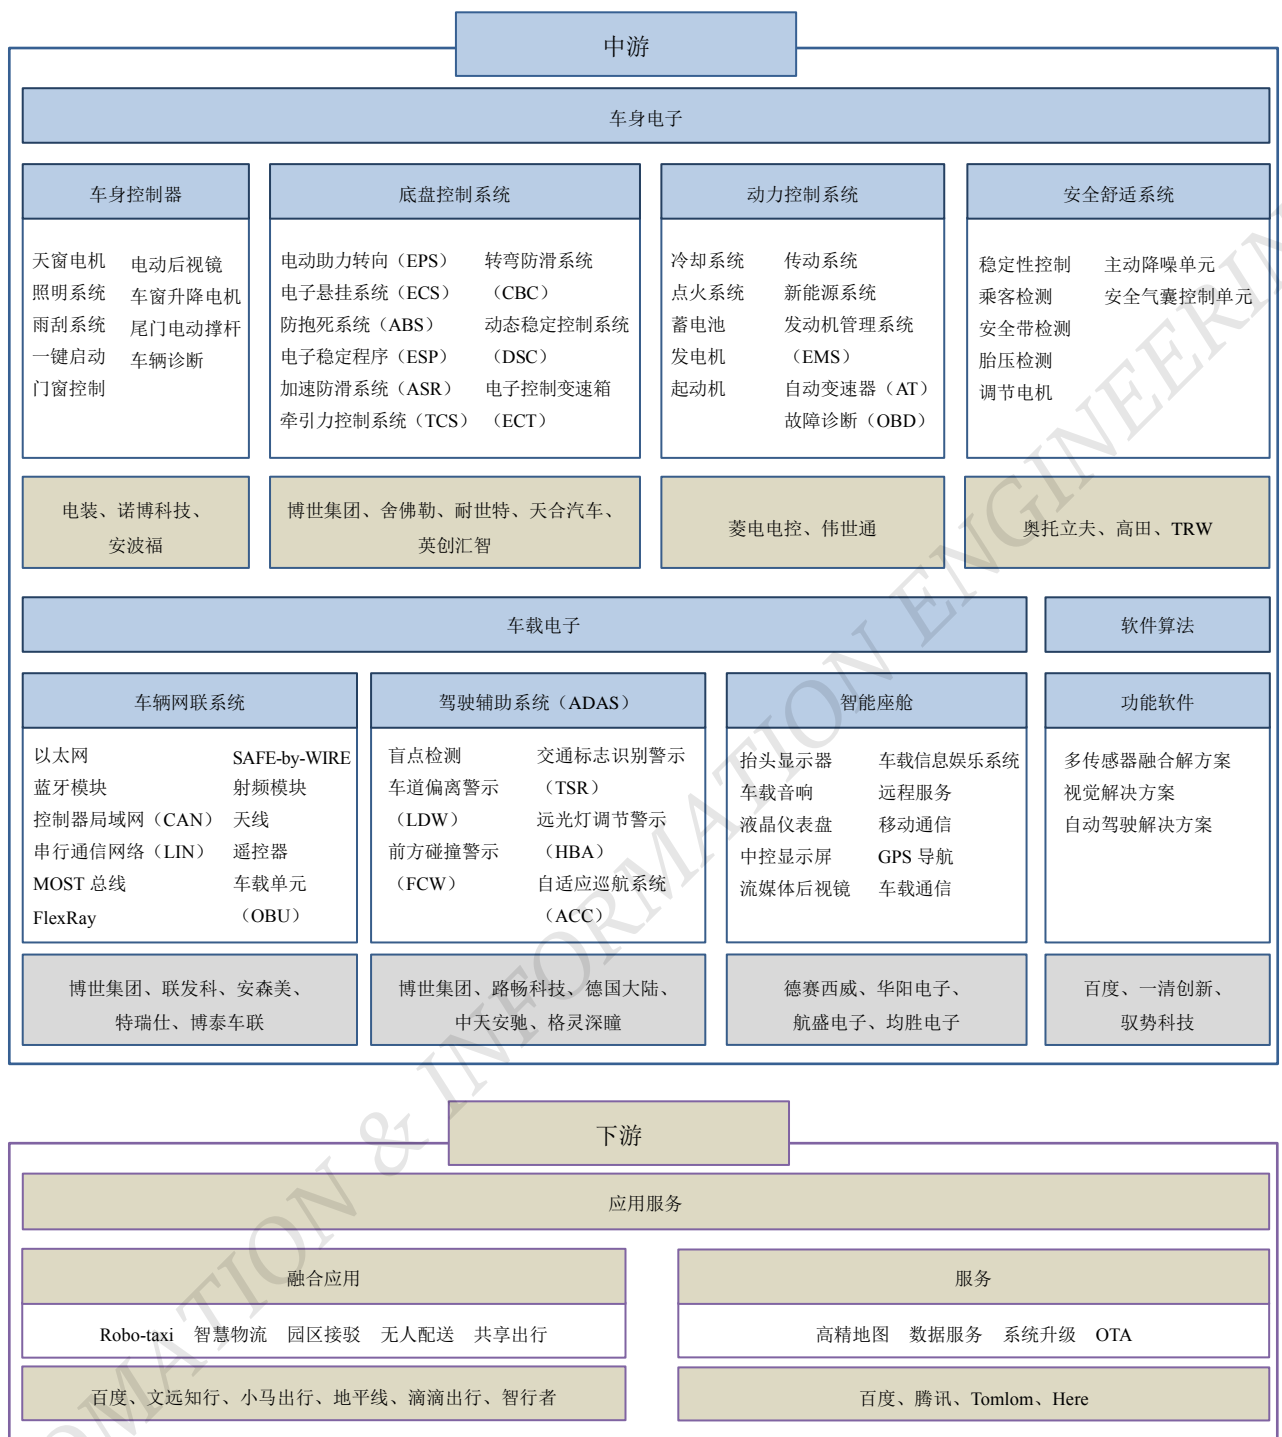 中游
车身电子
车身控制器
天窗电机
照明系统
雨刮系统
一键启动
门窗控制
电动后视镜
车窗升降电机
尾门电动撑杆
车辆诊断
电装、诺博科技、
安波福
底盘控制系统
电动助力转向（EPS）
电子悬挂系统（ECS）
防抱死系统（ABS）
电子稳定程序（ESP）
加速防滑系统（ASR）
牵引力控制系统（TCS）
转弯防滑系统
（CBC）
动态稳定控制系统
（DSC）
电子控制变速箱
（ECT）
博世集团、舍佛勒、耐世特、天合汽车、
英创汇智
动力控制系统
冷却系统
点火系统
蓄电池
发电机
起动机
传动系统
新能源系统
发动机管理系统
（EMS）
自动变速器（AT）
故障诊断（OBD）
菱电电控、伟世通
安全舒适系统
稳定性控制
乘客检测
安全带检测
胎压检测
调节电机
主动降噪单元
安全气囊控制单元
奥托立夫、高田、TRW
车载电子
车辆网联系统
以太网
蓝牙模块
控制器局域网（CAN）
串行通信网络（LIN）
MOST 总线
FlexRay
SAFE-by-WIRE
射频模块
天线
遥控器
车载单元
（OBU）
博世集团、联发科、安森美、
特瑞仕、博泰车联
驾驶辅助系统（ADAS）
盲点检测
车道偏离警示
（LDW）
前方碰撞警示
（FCW）
交通标志识别警示
（TSR）
远光灯调节警示
（HBA）
自适应巡航系统
（ACC）
博世集团、路畅科技、德国大陆、
中天安驰、格灵深瞳
智能座舱
抬头显示器
车载音响
液晶仪表盘
中控显示屏
流媒体后视镜
车载信息娱乐系统
远程服务
移动通信
GPS 导航
车载通信
德赛西威、华阳电子、
航盛电子、均胜电子
软件算法
功能软件
多传感器融合解方案
视觉解决方案
自动驾驶解决方案
百度、一清创新、
驭势科技
下游
应用服务
融合应用
Robo-taxi 智慧物流 园区接驳 无人配送 共享出行
百度、文远知行、小马出行、地平线、滴滴出行、智行者
服务
高精地图 数据服务 系统升级 OTA
百度、腾讯、Tomlom、Here
OMATION & INFORMATION ENGINEERIN